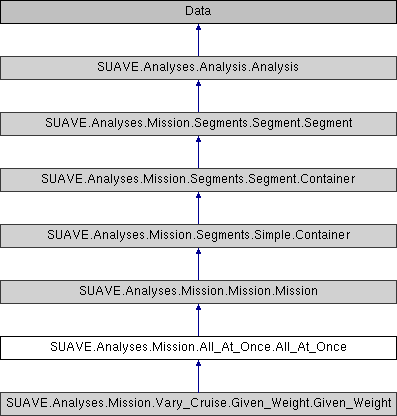 Data
SUAVE.Analyses.Analysis.Analysis
SUAVE.Analyses.Mission.Segments.Segment.Segment
SUAVE.Analyses.Mission.Segments.Segment.Container
SUAVE.Analyses.Mission.Segments.Simple.Container
SUAVE.Analyses.Mission.Mission.Mission
SUAVE.Analyses.Mission.All_At_Once.All_At_Once
SUAVE.Analyses.Mission.Vary_Cruise.Given_Weight.Given_Weight